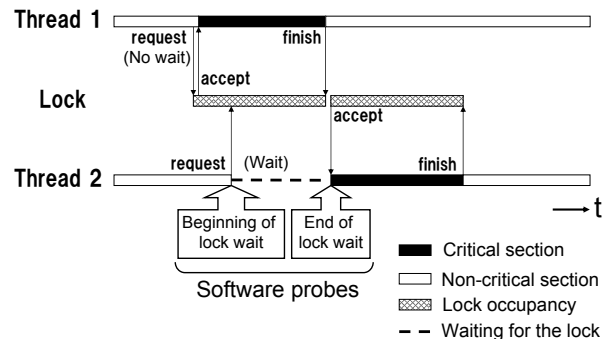 Thread 1
request
(No wait)
finish
accept
Lock
accept
request
(Wait)
finish
Thread 2
t
Beginning of
lock wait
End of
lock wait
Software probes
Critical section
Non-critical section
Lock occupancy
Waiting for the lock